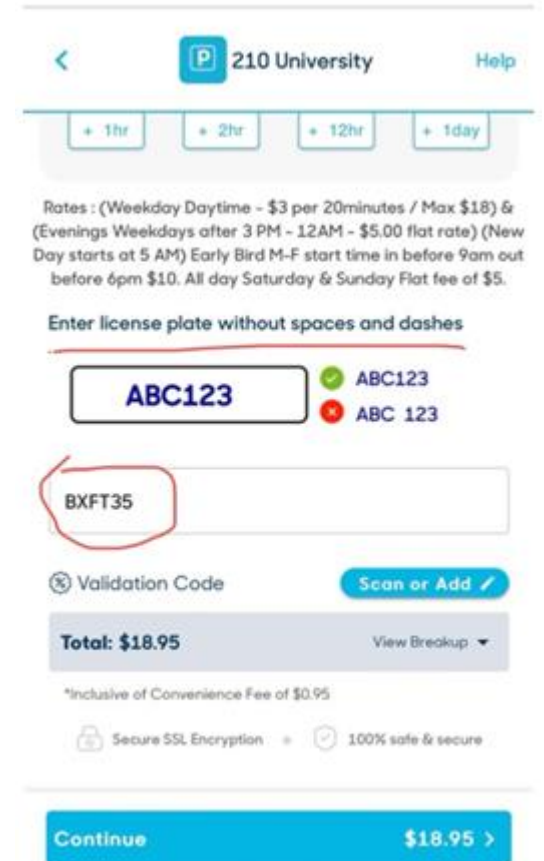 P 210 University Help
+ 1hr + 2hr + 12hr + 1day
Rates : (Weekday Daytime - $3 per 20minutes / Max $18) &
(Evenings Weekdays after 3 PM - 12AM - $5.00 flat rate) (New
Day starts at 5 AM) Early Bird M-F start time in before 9am out
before 6pm $10. All day Saturday & Sunday Flat fee of $5.
Enter license plate without spaces and dashes
ABC123
ABC123
ABC 123
BXFT35
Validation Code Scan or Add
Total: $18.95 View Breakup
*Inclusive of Convenience Fee of $0.95
Secure SSL Encryption 100% safe & secure
Continue $18.95 >